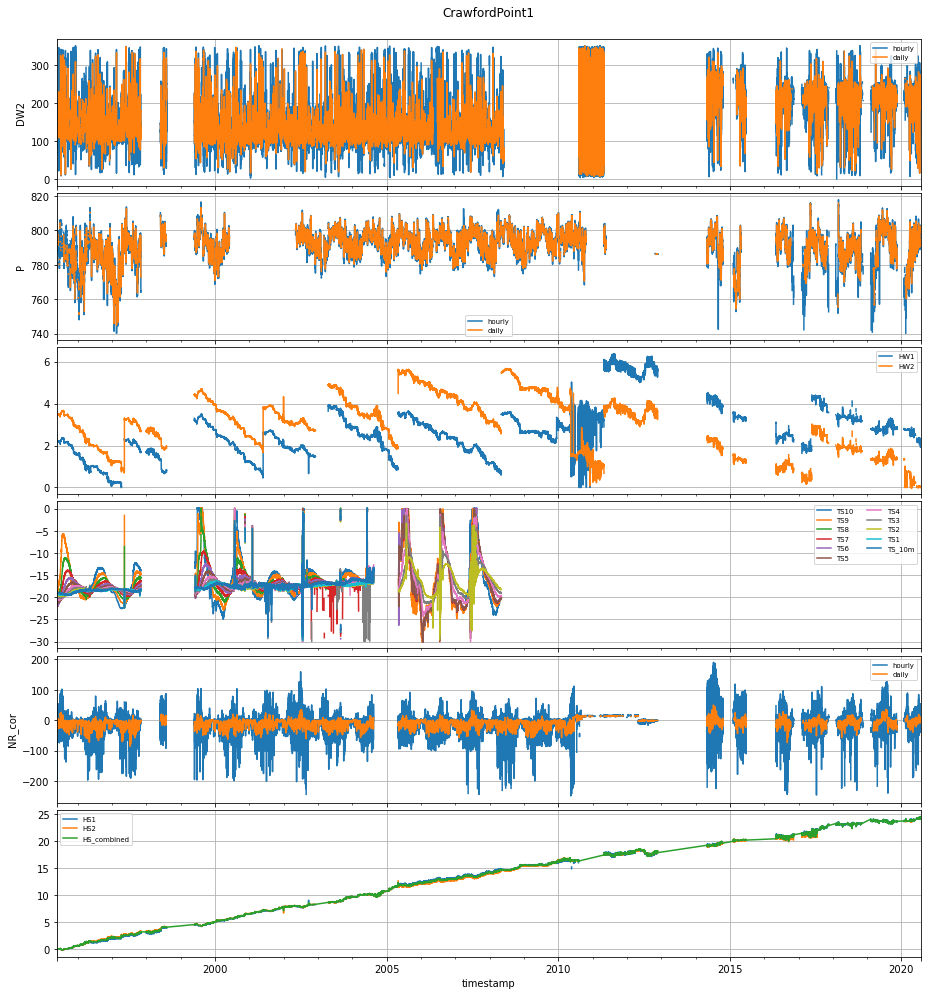 CrawfordPoint1
DW2
300
200
100
0
hourly
daily
P
820
800
780
760
740
hourly
daily
6
4
2
0
HW1
HW2
0
−5
−10
−15
−20
−25
−30
TS10
TS9
TS8
TS7
TS6
TS5
TS4
TS3
TS2
TS1
TS_10m
NR_cor
200
100
0
−100
−200
hourly
daily
25
20
15
10
5
0
HS1
HS2
HS_combined
2000 2005 2010 2015 2020
timestamp